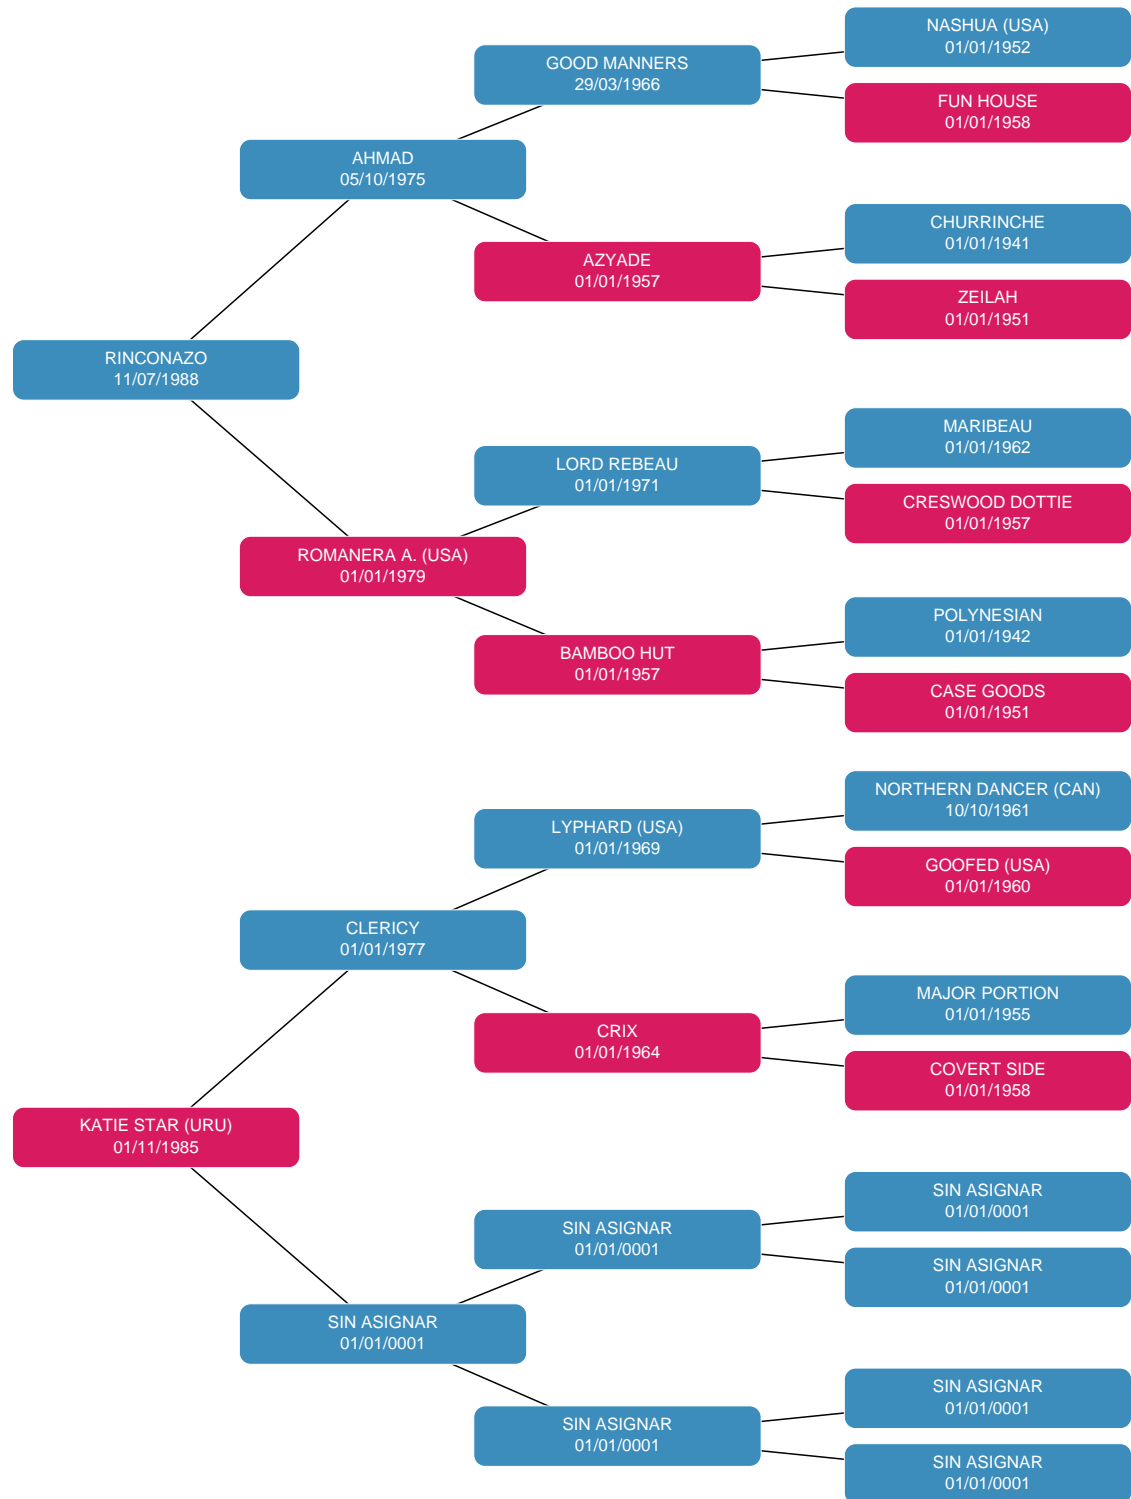 NASHUA (USA)
01/01/1952
GOOD MANNERS
29/03/1966
FUN HOUSE
01/01/1958
AHMAD
05/10/1975
CHURRINCHE
01/01/1941
AZYADE
01/01/1957
ZEILAH
01/01/1951
RINCONAZO
11/07/1988
MARIBEAU
01/01/1962
LORD REBEAU
01/01/1971
CRESWOOD DOTTIE
01/01/1957
ROMANERA A. (USA)
01/01/1979
POLYNESIAN
01/01/1942
BAMBOO HUT
01/01/1957
CASE GOODS
01/01/1951
NORTHERN DANCER (CAN)
10/10/1961
LYPHARD (USA)
01/01/1969
GOOFED (USA)
01/01/1960
CLERICY
01/01/1977
MAJOR PORTION
01/01/1955
CRIX
01/01/1964
COVERT SIDE
01/01/1958
KATIE STAR (URU)
01/11/1985
SIN ASIGNAR
01/01/0001
SIN ASIGNAR
01/01/0001
SIN ASIGNAR
01/01/0001
SIN ASIGNAR
01/01/0001
SIN ASIGNAR
01/01/0001
SIN ASIGNAR
01/01/0001
SIN ASIGNAR
01/01/0001